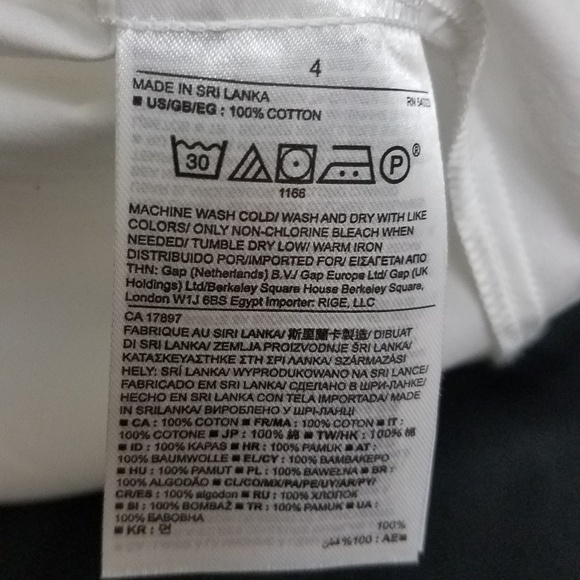 4
MADE IN SRI LANKA
■ US/GB/EG : 100% COTTON
30 P®
1166
MACHINE WASH COLD/ WASH AND DRY WITH LIKE
COLORS/ ONLY NON-CHLORINE BLEACH WHEN
NEEDED/ TUMBLE DRY LOW/ WARM IRON
DISTRIBUIDO POR/IMPORTED FOR/ ΕΙΣΑΓΕΤΑΙ ΑΠΟ
ΤΗΝ: Gap (Netherlands) B.V./ Gap Europe Ltd/ Gap (UK
Holdings) Ltd/Berkeley Square House Berkeley Square,
London W1J 6BS Egypt Importer: RIGE, LLC
CA 17897
FABRIQUE AU SRI LANKA/ 斯里蘭卡製造/ DIBUAT
DI SRI LANKA/ ZEMLJA PROIZVODNJE ŠRI LANKA/
ΚΑΤΑΣΚΕΥΑΣΤΗΚΕ ΣΤΗ ΣΡΙ ΛΑΝΚΑ/ SZÁRMAZÁSI
HELY: SRÍ LANKA/ WYPRODUKOWANO NA SRI LANCE/
FABRICADO EM SRI LANKA/ СДЕЛАНО В ШРИ-ЛАНКЕ/
HECHO EN SRI LANKA CON TELA IMPORTADA/ MADE
IN SRILANKA/ ВИРОБЛЕНО У ШРІ-ЛАНЦІ
■ CA : 100% COTON ■ FR/MA : 100% COTON ■ IT :
100% COTONE ■ JP : 100% 綿 ■ TW/HK : 100% 棉
■ ID : 100% KAPAS ■ HR : 100% PAMUK ■ AT :
100% BAUMWOLLE ■ EL/CY : 100% ΒΑΜΒΑΚΕΡΟ
■ HU : 100% PAMUT ■ PL : 100% BAWEŁNA ■ BR :
100% ALGODÃO ■ CL/CO/MX/PA/PE/UY/AR/PY/
CR/ES : 100% algodon ■ RU : 100% ХЛОПОК
■ SI : 100% BOMBAŽ ■ TR : 100% PAMUK ■ UA :
100% БАВОВНА
■ KR : 면 100%